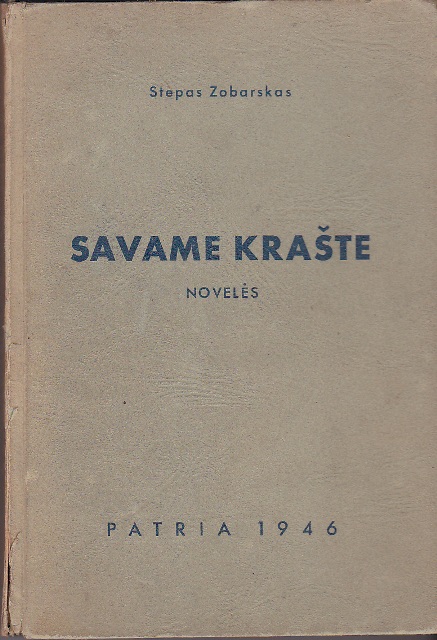 Stepas Zobarskas
SAVAME KRAŠTE
NOVELĖS
PATRIA 1946